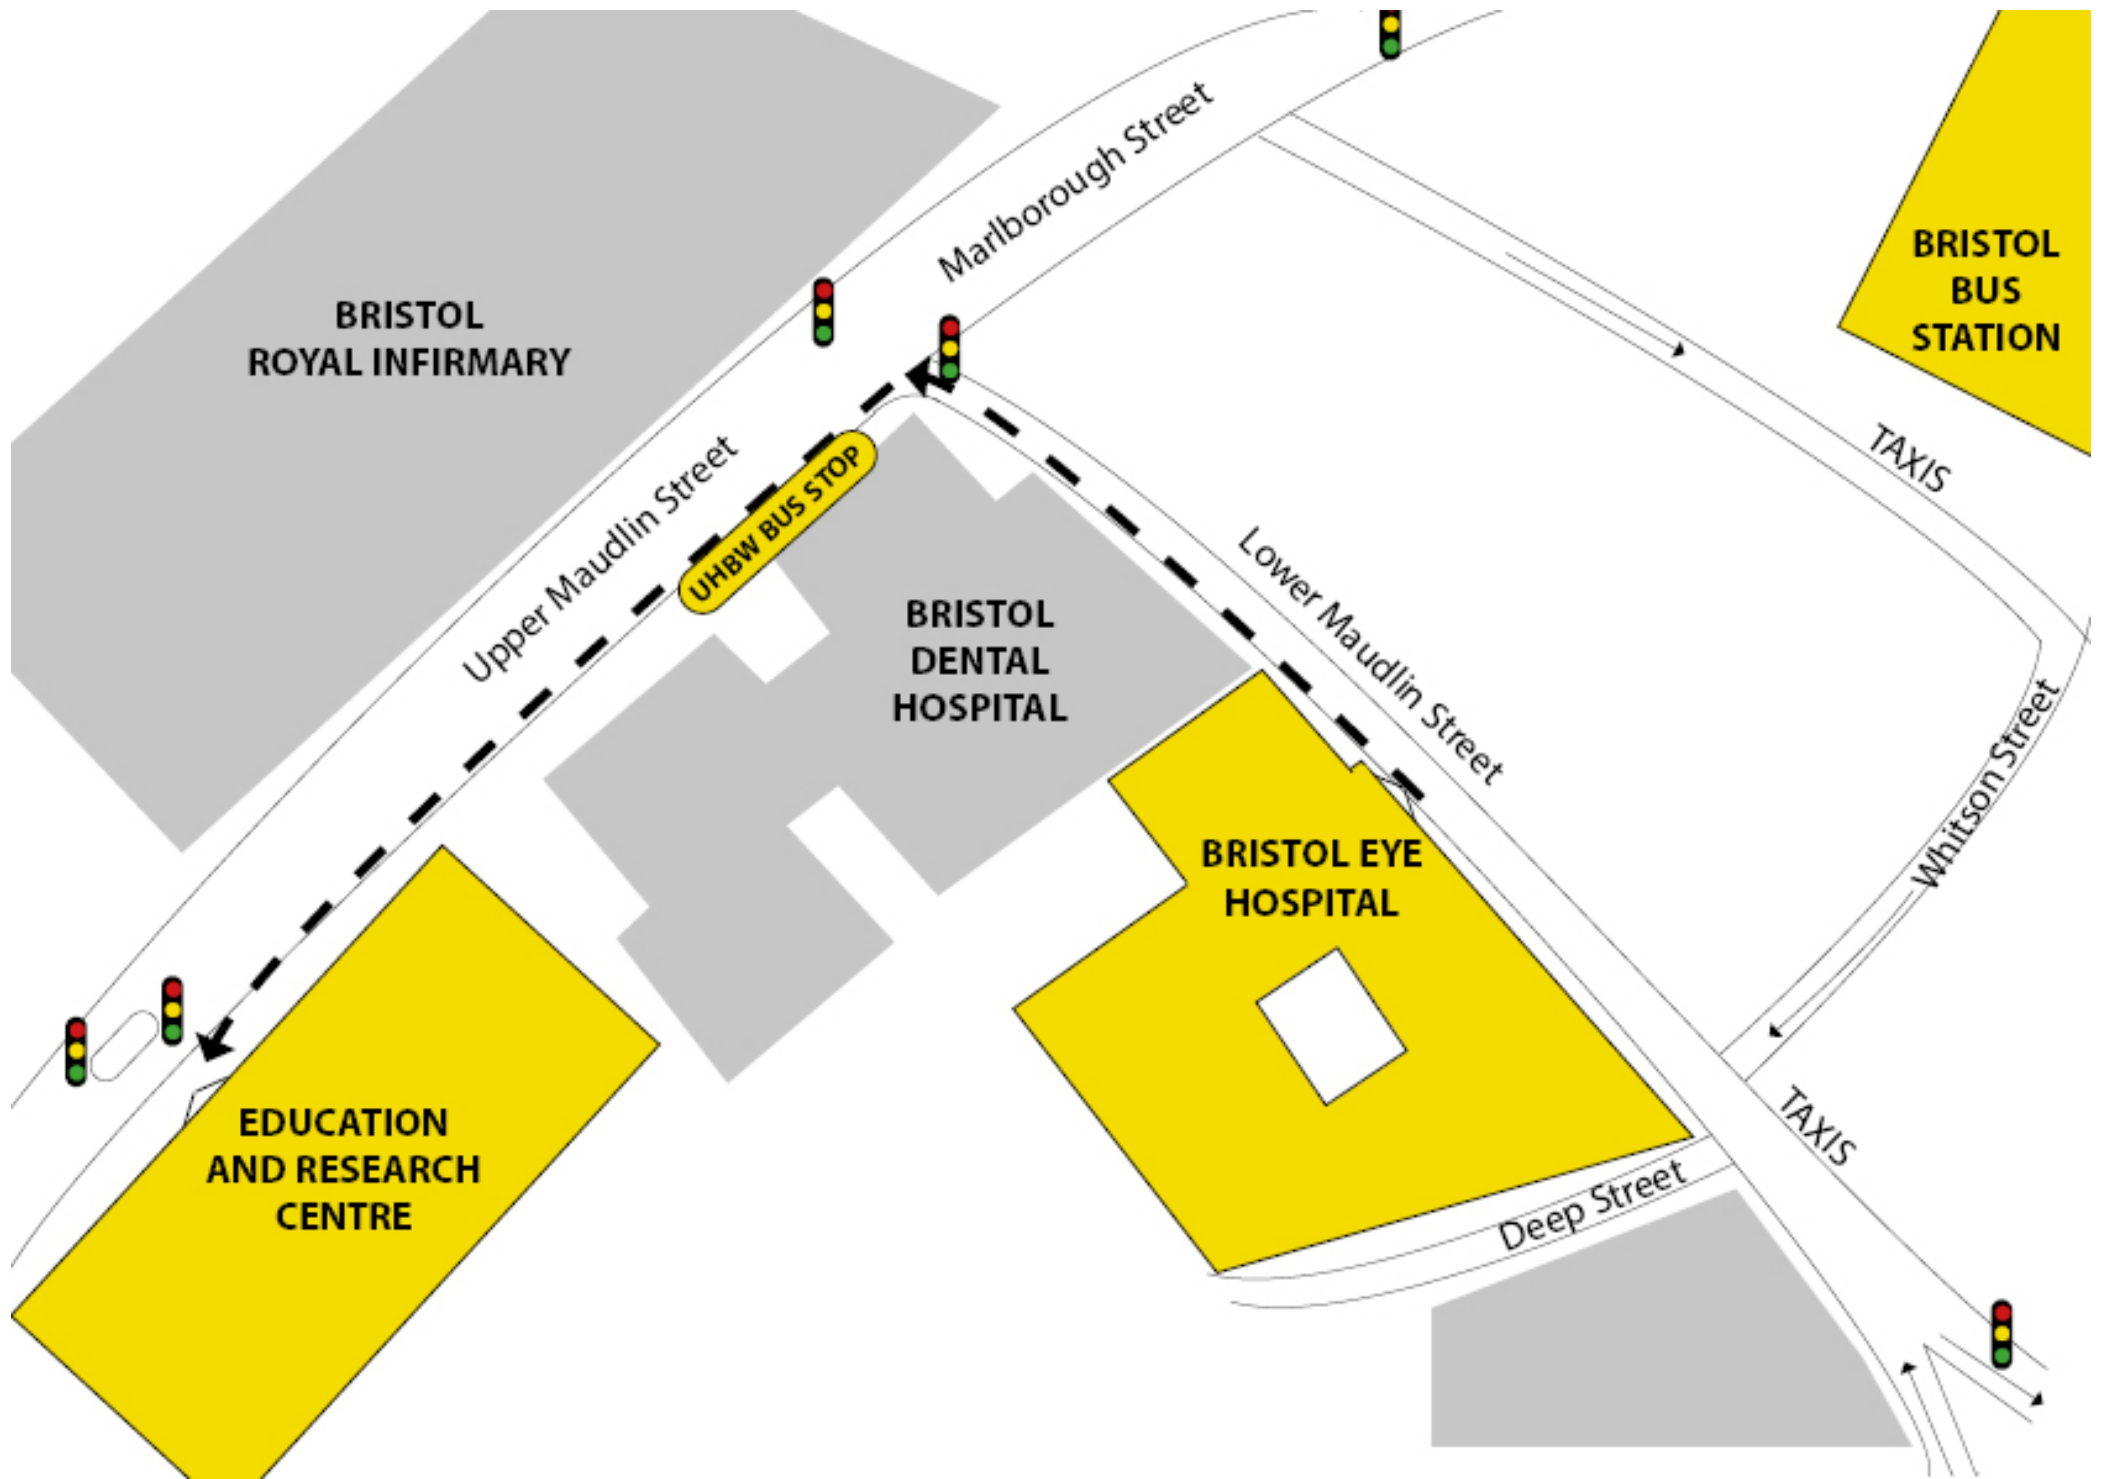 Marlborough Street
BRISTOL
BUS
STATION
BRISTOL
ROYAL INFIRMARY
TAXIS
Upper Maudlin Street
UHBW BUS STOP
Lower Maudlin Street
BRISTOL
DENTAL
HOSPITAL
Whitson Street
BRISTOL EYE
HOSPITAL
EDUCATION
AND RESEARCH
CENTRE
TAXIS
Deep Street